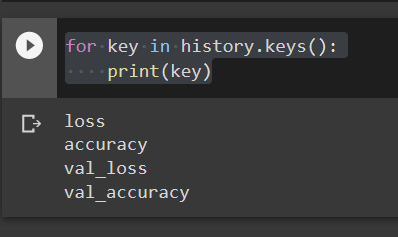 for key in history.keys():
    print(key)
loss
accuracy
val_loss
val_accuracy